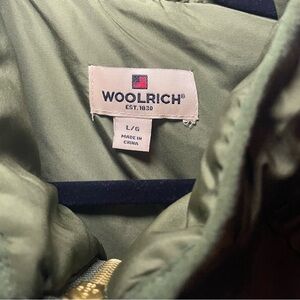 WOOLRICH®
EST. 1830
L/G
MADE IN
CHINA